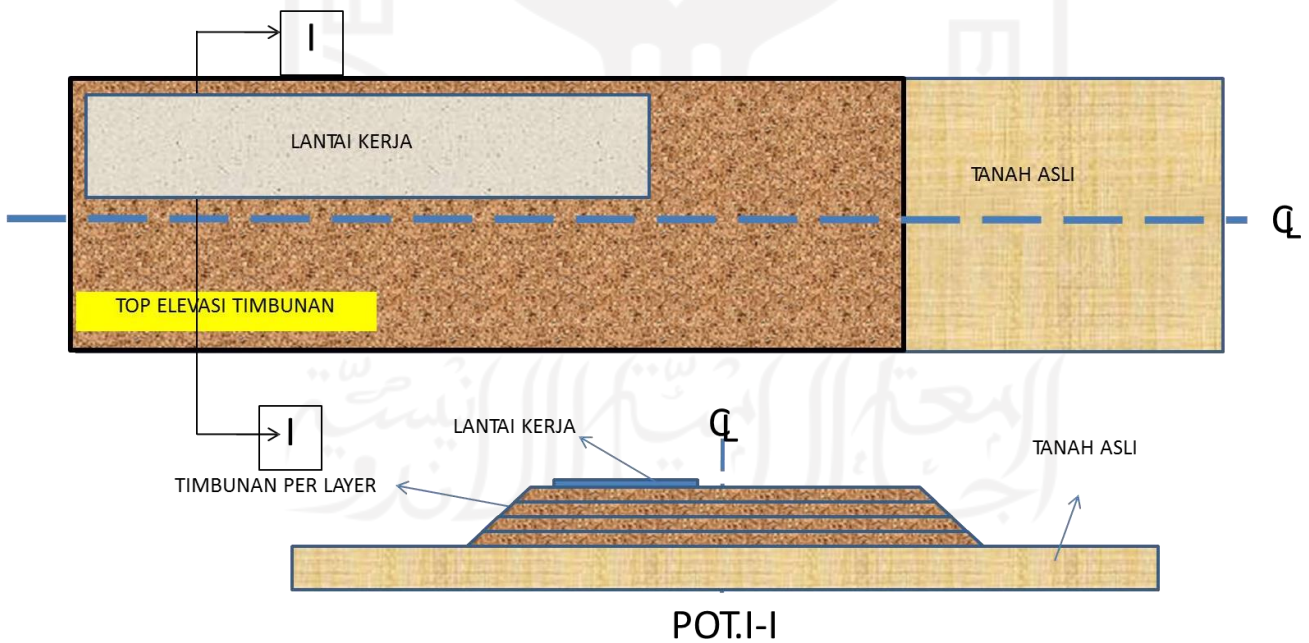 I
LANTAI KERJA
TANAH ASLI
℄
TOP ELEVASI TIMBUNAN
I
LANTAI KERJA
℄
TANAH ASLI
TIMBUNAN PER LAYER
POT.I-I